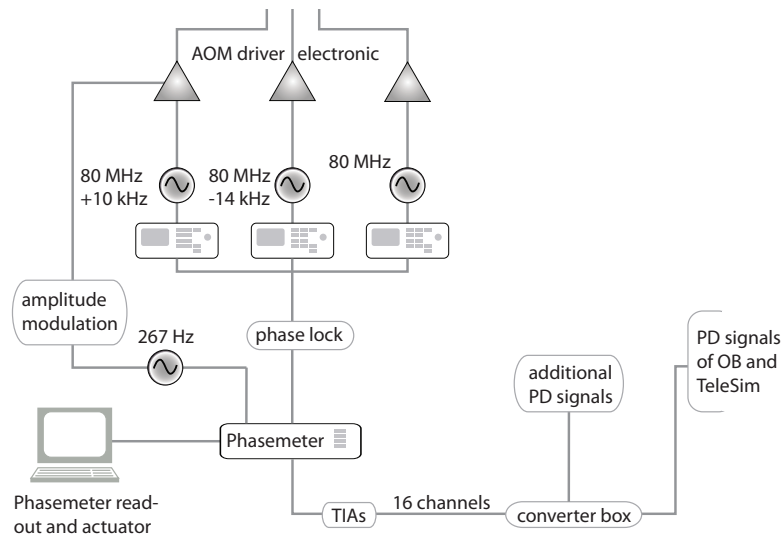 AOM driver electronic
80 MHz
+10 kHz
80 MHz
-14 kHz
80 MHz
amplitude
modulation
267 Hz
phase lock
PD signals
of OB and
TeleSim
additional
PD signals
Phasemeter
Phasemeter read-
out and actuator
TIAs
16 channels
converter box